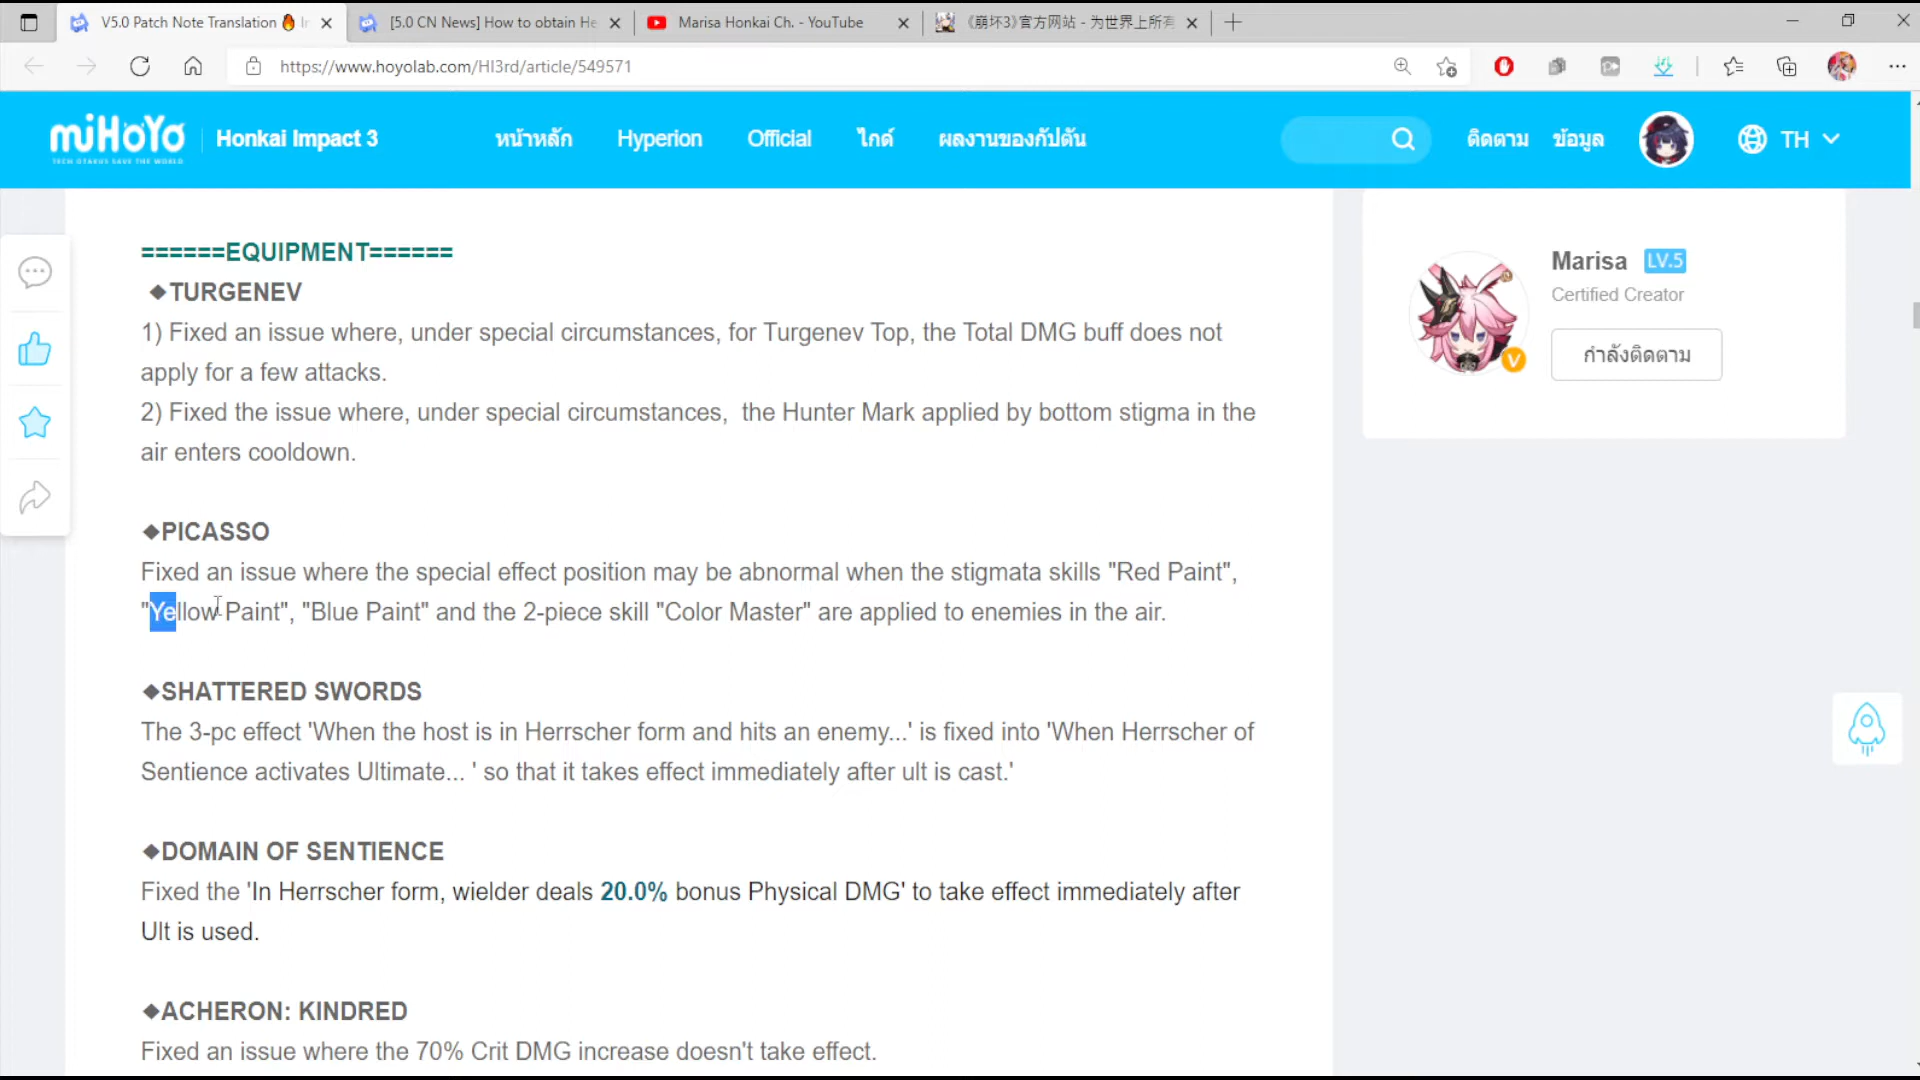 V5.0 Patch Note Translation 🔥 In
[5.0 CN News] How to obtain He
Marisa Honkai Ch. - YouTube
《崩坏3》官方网站 - 为世界上所有
https://www.hoyolab.com/HI3rd/article/549571
miHoYo
TECH OTAKUS SAVE THE WORLD
Honkai Impact 3
หน้าหลัก
Hyperion
Official
ไกด์
ผลงานของกัปตัน
ติดตาม
ข้อมูล
TH
======EQUIPMENT======
◆TURGENEV
1) Fixed an issue where, under special circumstances, for Turgenev Top, the Total DMG buff does not
apply for a few attacks.
2) Fixed the issue where, under special circumstances,  the Hunter Mark applied by bottom stigma in the
air enters cooldown.
◆PICASSO
Fixed an issue where the special effect position may be abnormal when the stigmata skills "Red Paint",
"Yellow Paint", "Blue Paint" and the 2-piece skill "Color Master" are applied to enemies in the air.
◆SHATTERED SWORDS
The 3-pc effect 'When the host is in Herrscher form and hits an enemy...' is fixed into 'When Herrscher of
Sentience activates Ultimate... ' so that it takes effect immediately after ult is cast.'
◆DOMAIN OF SENTIENCE
Fixed the 'In Herrscher form, wielder deals 20.0% bonus Physical DMG' to take effect immediately after
Ult is used.
◆ACHERON: KINDRED
Fixed an issue where the 70% Crit DMG increase doesn't take effect.
Marisa
LV.5
Certified Creator
V
กำลังติดตาม